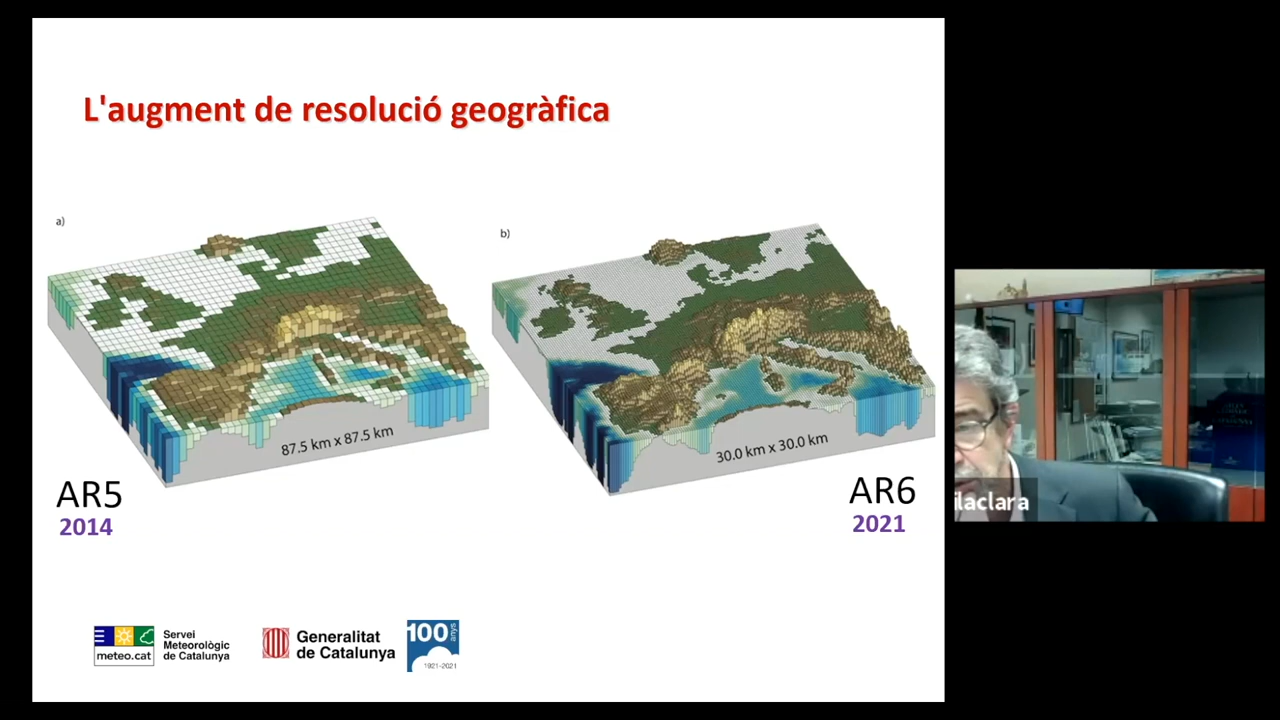 L'augment de resolució geogràfica
a)
b)
87.5 km x 87.5 km
30.0 km x 30.0 km
AR5
2014
AR6
2021
ilaclara
meteo.cat
Servei
Meteorològic
de Catalunya
Generalitat
de Catalunya
100 anys
1921-2021